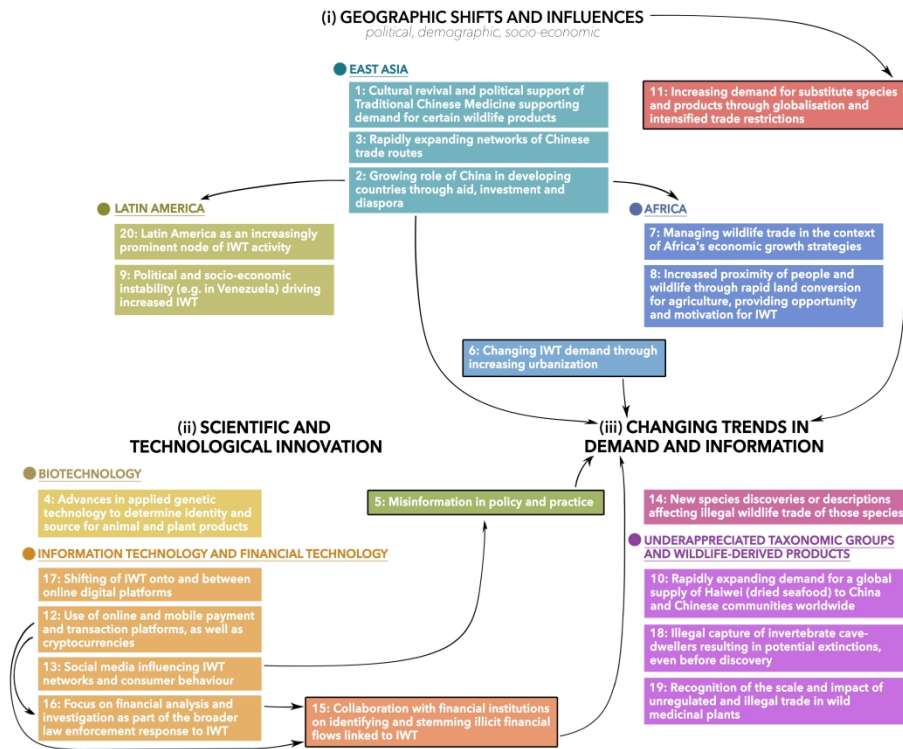 (i) GEOGRAPHIC SHIFTS AND INFLUENCES
political, demographic, socio-economic
EAST ASIA
1: Cultural revival and political support of
Traditional Chinese Medicine supporting
demand for certain wildlife products
3: Rapidly expanding networks of Chinese
trade routes
2: Growing role of China in developing
countries through aid, investment and
diaspora
11: Increasing demand for substitute species
and products through globalisation and
intensified trade restrictions
LATIN AMERICA
20: Latin America as an increasingly
prominent node of IWT activity
9: Political and socio-economic
instability (e.g. in Venezuela) driving
increased IWT
AFRICA
7: Managing wildlife trade in the context
of Africa's economic growth strategies
8: Increased proximity of people and
wildlife through rapid land conversion
for agriculture, providing opportunity
and motivation for IWT
6: Changing IWT demand through
increasing urbanization
(ii) SCIENTIFIC AND
TECHNOLOGICAL INNOVATION
BIOTECHNOLOGY
4: Advances in applied genetic
technology to determine identity and
source for animal and plant products
INFORMATION TECHNOLOGY AND FINANCIAL TECHNOLOGY
17: Shifting of IWT onto and between
online digital platforms
12: Use of online and mobile payment
and transaction platforms, as well as
cryptocurrencies
13: Social media influencing IWT
networks and consumer behaviour
16: Focus on financial analysis and
investigation as part of the broader
law enforcement response to IWT
5: Misinformation in policy and practice
15: Collaboration with financial institutions
on identifying and stemming illicit financial
flows linked to IWT
(iii) CHANGING TRENDS IN
DEMAND AND INFORMATION
14: New species discoveries or descriptions
affecting illegal wildlife trade of those species
UNDERAPPRECIATED TAXONOMIC GROUPS
AND WILDLIFE-DERIVED PRODUCTS
10: Rapidly expanding demand for a global
supply of Haiwei (dried seafood) to China
and Chinese communities worldwide
18: Illegal capture of invertebrate cave-
dwellers resulting in potential extinctions,
even before discovery
19: Recognition of the scale and impact of
unregulated and illegal trade in wild
medicinal plants